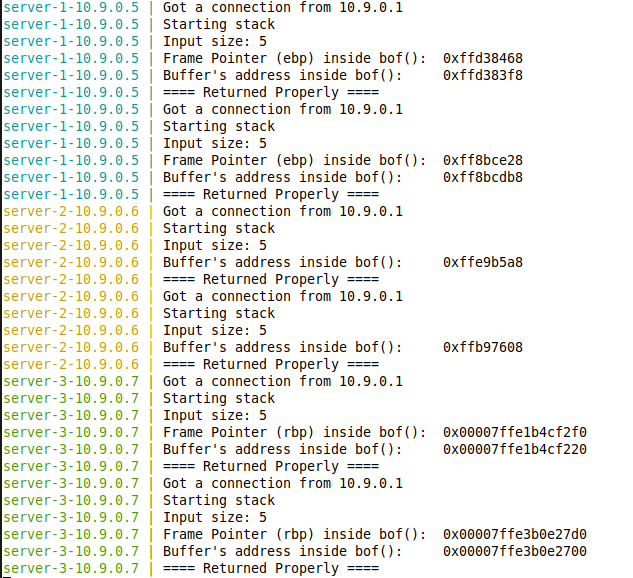 server-1-10.9.0.5 | Got a connection from 10.9.0.1
server-1-10.9.0.5 | Starting stack
server-1-10.9.0.5 | Input size: 5
server-1-10.9.0.5 | Frame Pointer (ebp) inside bof():  0xffd38468
server-1-10.9.0.5 | Buffer's address inside bof():     0xffd383f8
server-1-10.9.0.5 | ==== Returned Properly ====
server-1-10.9.0.5 | Got a connection from 10.9.0.1
server-1-10.9.0.5 | Starting stack
server-1-10.9.0.5 | Input size: 5
server-1-10.9.0.5 | Frame Pointer (ebp) inside bof():  0xff8bce28
server-1-10.9.0.5 | Buffer's address inside bof():     0xff8bcdb8
server-1-10.9.0.5 | ==== Returned Properly ====
server-2-10.9.0.6 | Got a connection from 10.9.0.1
server-2-10.9.0.6 | Starting stack
server-2-10.9.0.6 | Input size: 5
server-2-10.9.0.6 | Buffer's address inside bof():     0xffe9b5a8
server-2-10.9.0.6 | ==== Returned Properly ====
server-2-10.9.0.6 | Got a connection from 10.9.0.1
server-2-10.9.0.6 | Starting stack
server-2-10.9.0.6 | Input size: 5
server-2-10.9.0.6 | Buffer's address inside bof():     0xffb97608
server-2-10.9.0.6 | ==== Returned Properly ====
server-3-10.9.0.7 | Got a connection from 10.9.0.1
server-3-10.9.0.7 | Starting stack
server-3-10.9.0.7 | Input size: 5
server-3-10.9.0.7 | Frame Pointer (rbp) inside bof():  0x00007ffe1b4cf2f0
server-3-10.9.0.7 | Buffer's address inside bof():     0x00007ffe1b4cf220
server-3-10.9.0.7 | ==== Returned Properly ====
server-3-10.9.0.7 | Got a connection from 10.9.0.1
server-3-10.9.0.7 | Starting stack
server-3-10.9.0.7 | Input size: 5
server-3-10.9.0.7 | Frame Pointer (rbp) inside bof():  0x00007ffe3b0e27d0
server-3-10.9.0.7 | Buffer's address inside bof():     0x00007ffe3b0e2700
server-3-10.9.0.7 | ==== Returned Properly ====